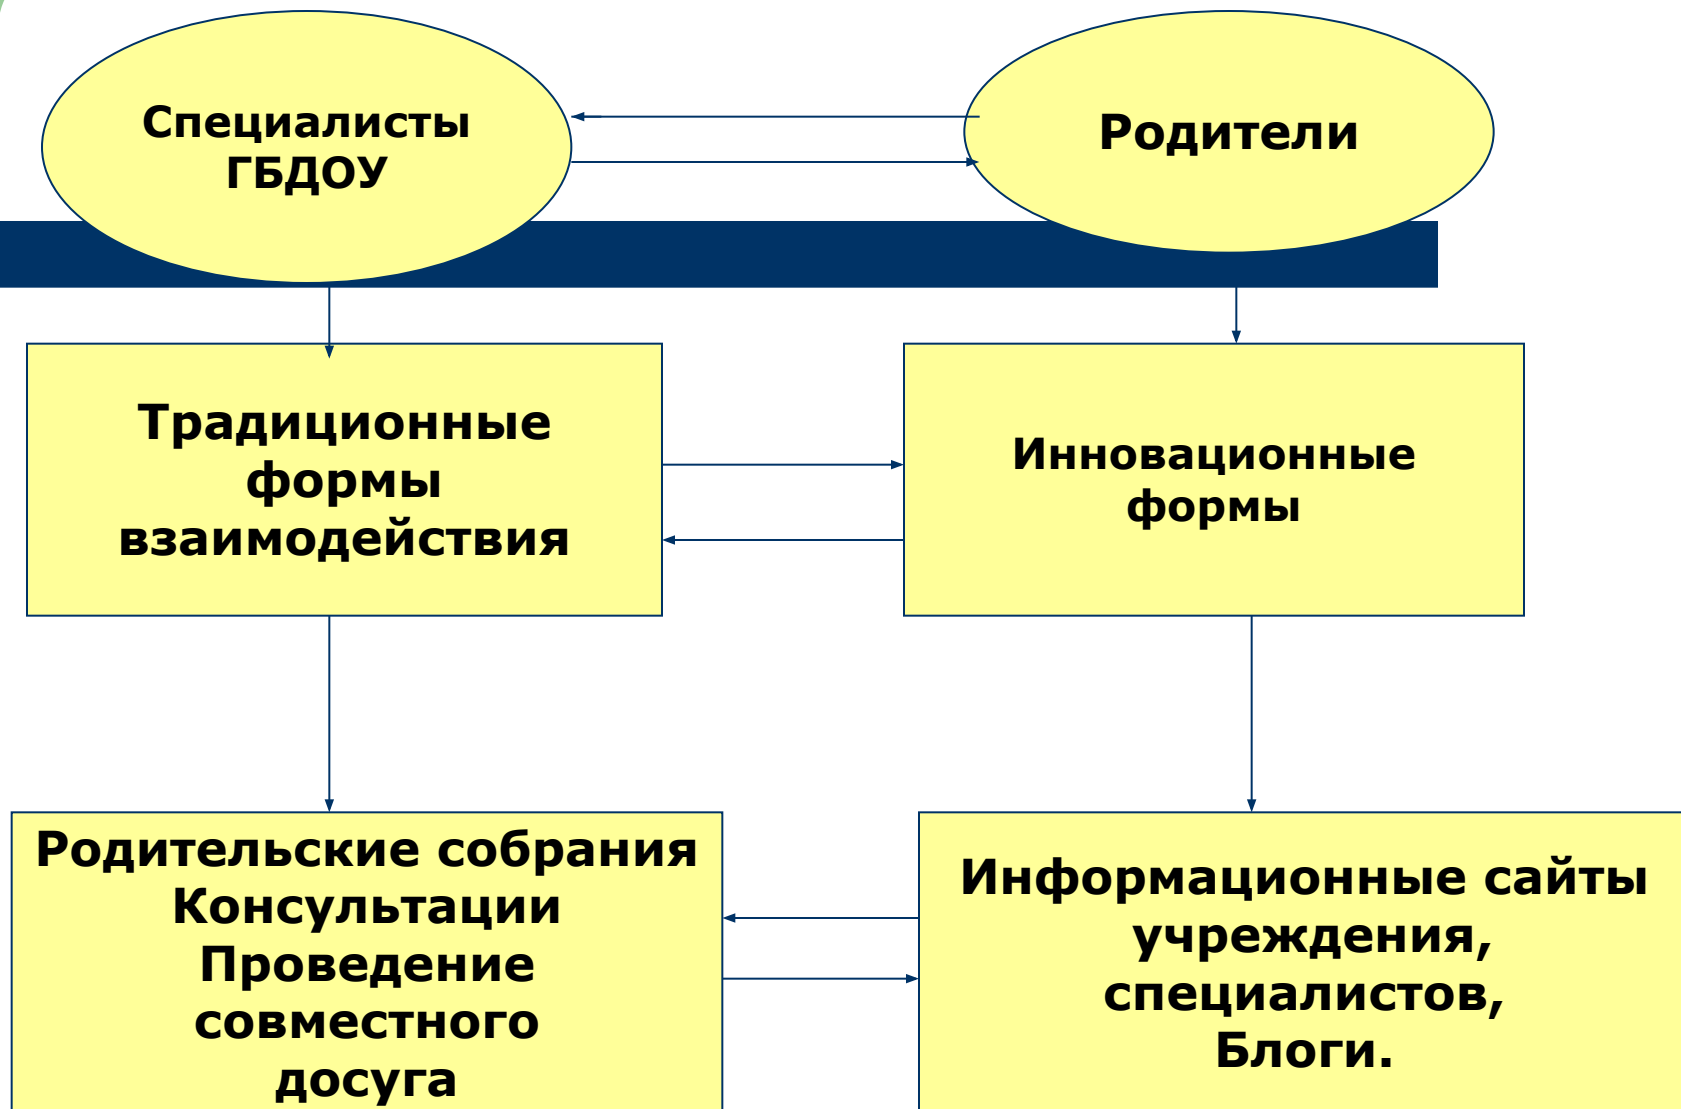 Специалисты
ГБДОУ
Родители
Традиционные
формы
взаимодействия
Инновационные
формы
Родительские собрания
Консультации
Проведение
совместного
досуга
Информационные сайты
учреждения,
специалистов,
Блоги.